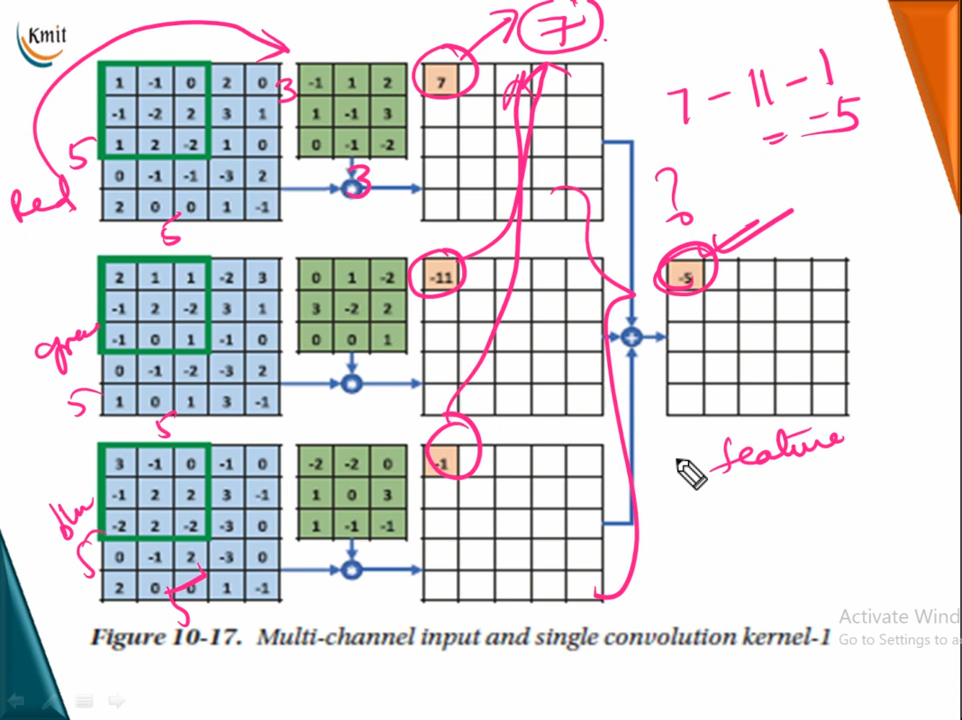 Kmit
7
7 - 11 - 1
= -5
1 -1 0 2 0
-1 -2 2 3 1
1 2 -2 1 0
0 -1 -1 -3 2
2 0 0 1 -1
3
-1 1 2
1 -1 3
0 -1 -2
3
7
Red
5
5
?
2 1 1 -2 3
-1 2 -2 3 1
-1 0 1 -1 0
0 -1 -2 -3 2
1 0 1 3 -1
0 1 -2
3 -2 2
0 0 1
-11
-5
5
5
feature
3 -1 0 -1 0
-1 2 2 3 -1
-2 2 -2 -3 0
0 -1 2 -3 0
2 0 0 1 -1
-2 -2 0
1 0 3
1 -1 -1
-1
5
5
Figure 10-17. Multi-channel input and single convolution kernel-1
Activate Wind
Go to Settings to a